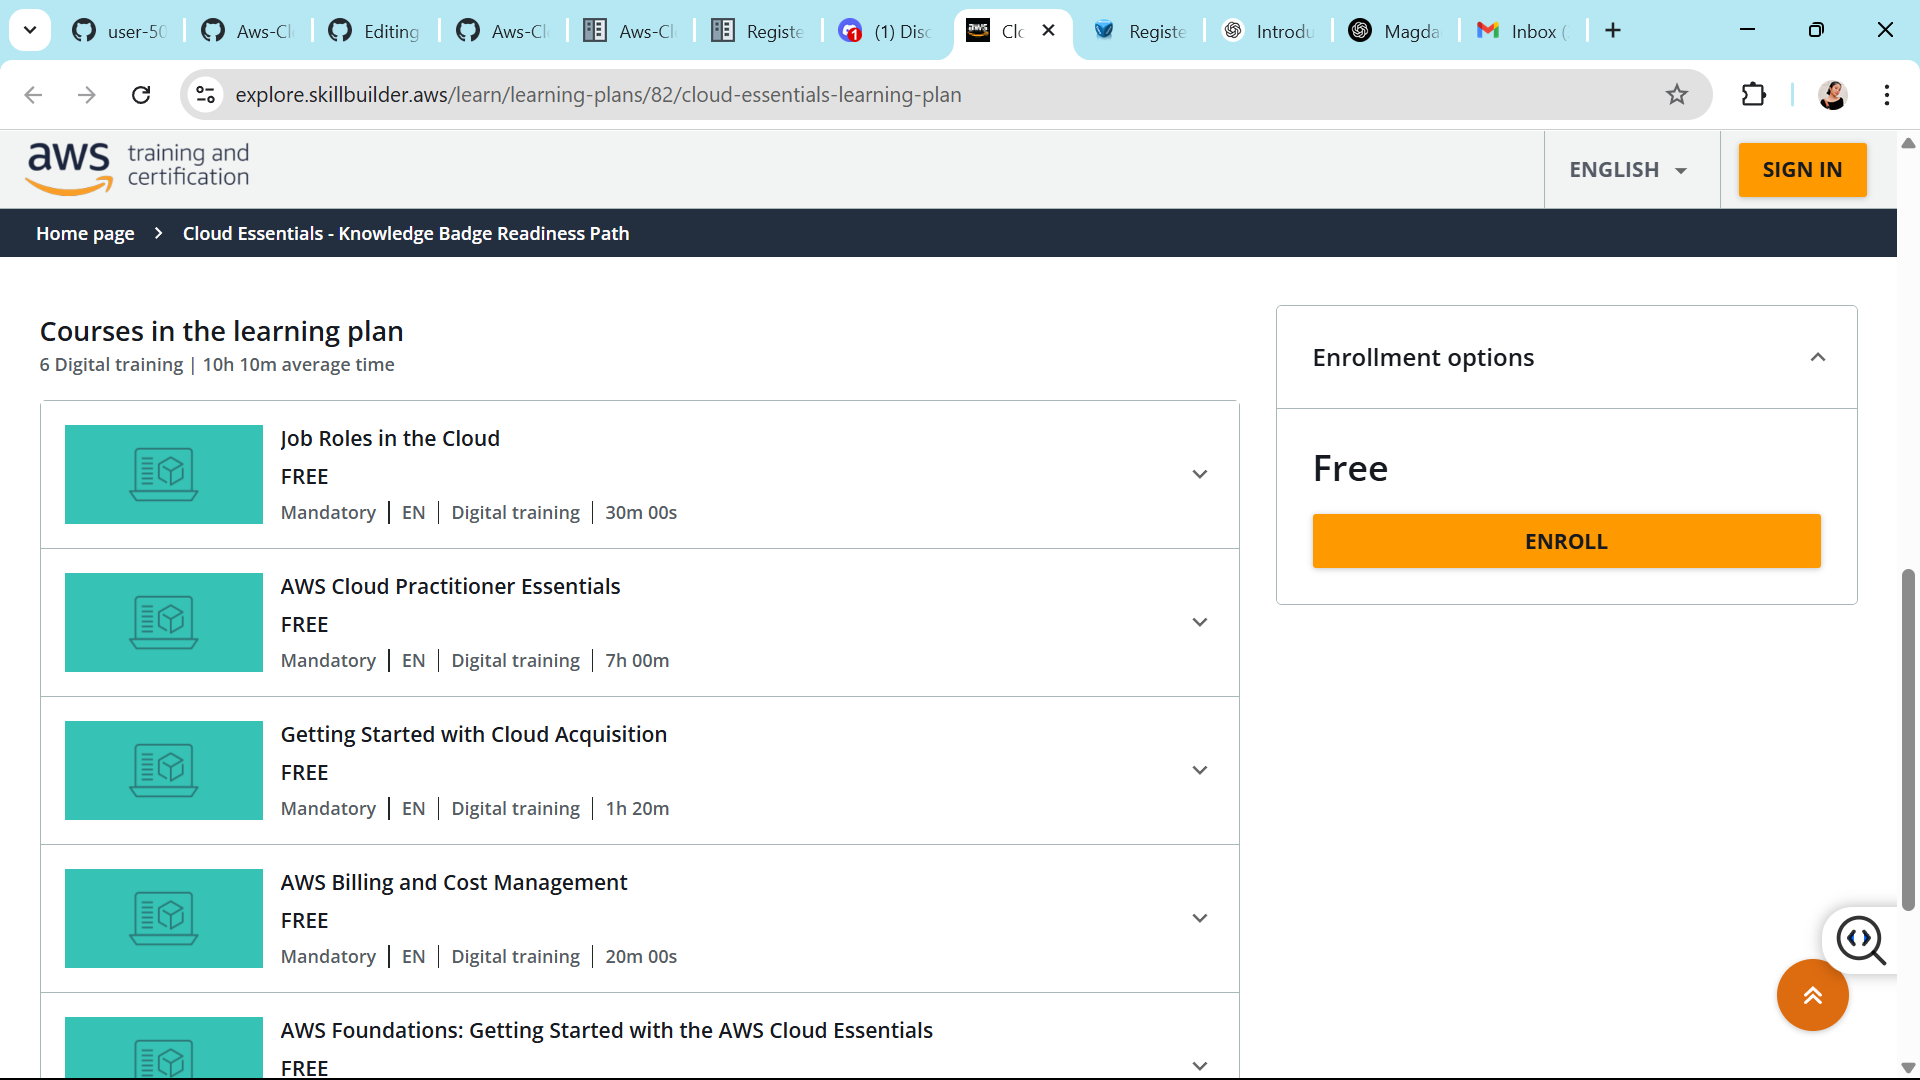 user-50
Aws-Cl
Editing
Aws-Cl
Aws-Cl
Registe
(1) Disc
Clo
Registe
Introdu
Magda
Inbox (
explore.skillbuilder.aws/learn/learning-plans/82/cloud-essentials-learning-plan
aws training and certification
ENGLISH
SIGN IN
Home page > Cloud Essentials - Knowledge Badge Readiness Path
Courses in the learning plan
6 Digital training | 10h 10m average time
Job Roles in the Cloud
FREE
Mandatory | EN | Digital training | 30m 00s
AWS Cloud Practitioner Essentials
FREE
Mandatory | EN | Digital training | 7h 00m
Getting Started with Cloud Acquisition
FREE
Mandatory | EN | Digital training | 1h 20m
AWS Billing and Cost Management
FREE
Mandatory | EN | Digital training | 20m 00s
AWS Foundations: Getting Started with the AWS Cloud Essentials
FREE
Enrollment options
Free
ENROLL